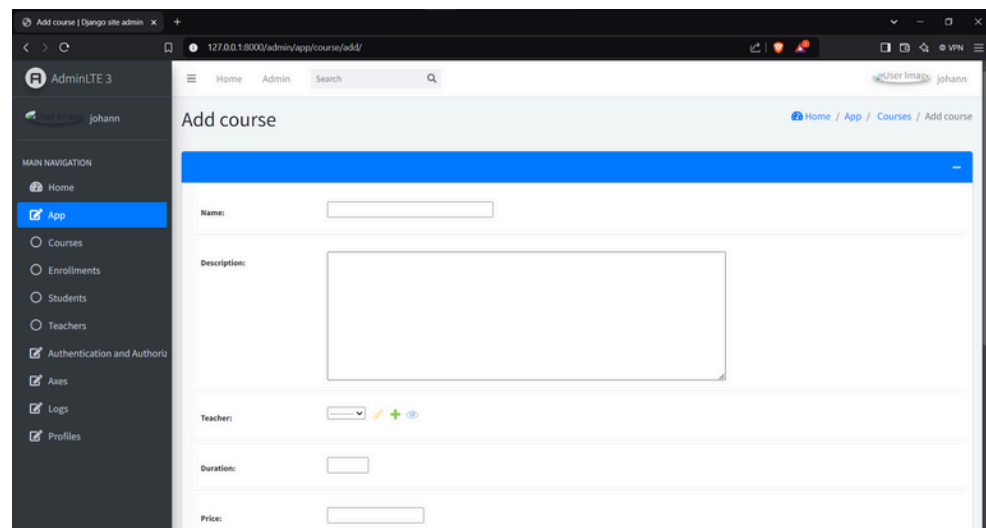 Add course | Django site admin
127.0.0.1:8000/admin/app/course/add/
VPN
AdminLTE 3
Home Admin Search
User Image johann
johann
Add course
Home / App / Courses / Add course
MAIN NAVIGATION
Home
App
Courses
Enrollments
Students
Teachers
Authentication and Authoriz
Axes
Logs
Profiles
Name:
Description:
Teacher:
---------
Duration:
Price: